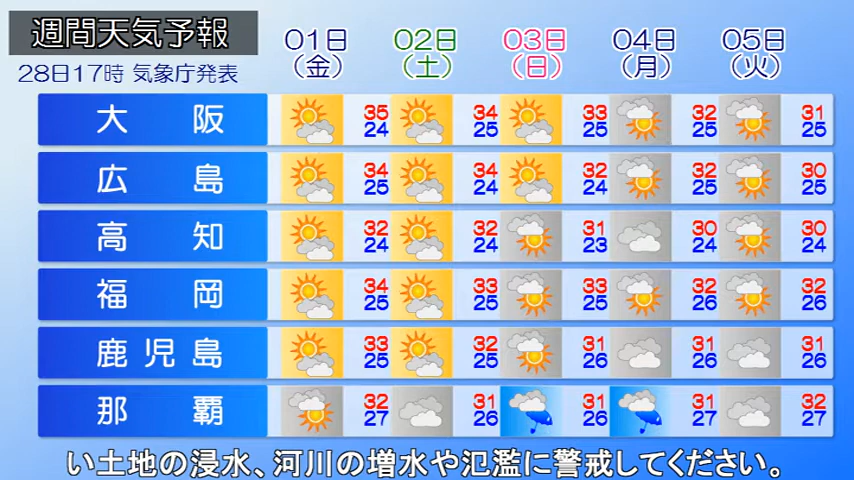 週間天気予報
28日17時 気象庁発表
01日 02日 03日 04日 05日
(金) (土) (日) (月) (火)
大阪 35 24 34 25 33 25 32 25 31 25
広島 34 25 34 24 32 24 32 25 30 25
高知 32 24 32 24 31 23 30 24 30 24
福岡 34 25 33 25 33 25 32 26 32 26
鹿児島 33 25 32 25 31 26 31 26 31 26
那覇 32 27 31 26 31 26 31 27 32 27
い土地の浸水、河川の増水や氾濫に警戒してください。